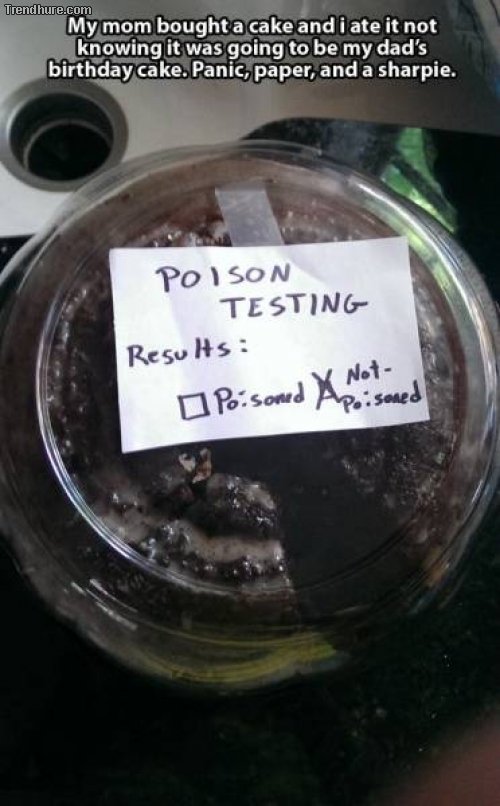 Trendhure.com
My mom bought a cake and i ate it not
knowing it was going to be my dad's
birthday cake. Panic, paper, and a sharpie.
POISON
TESTING
Results:
□ Poisoned X Not-
Poisoned